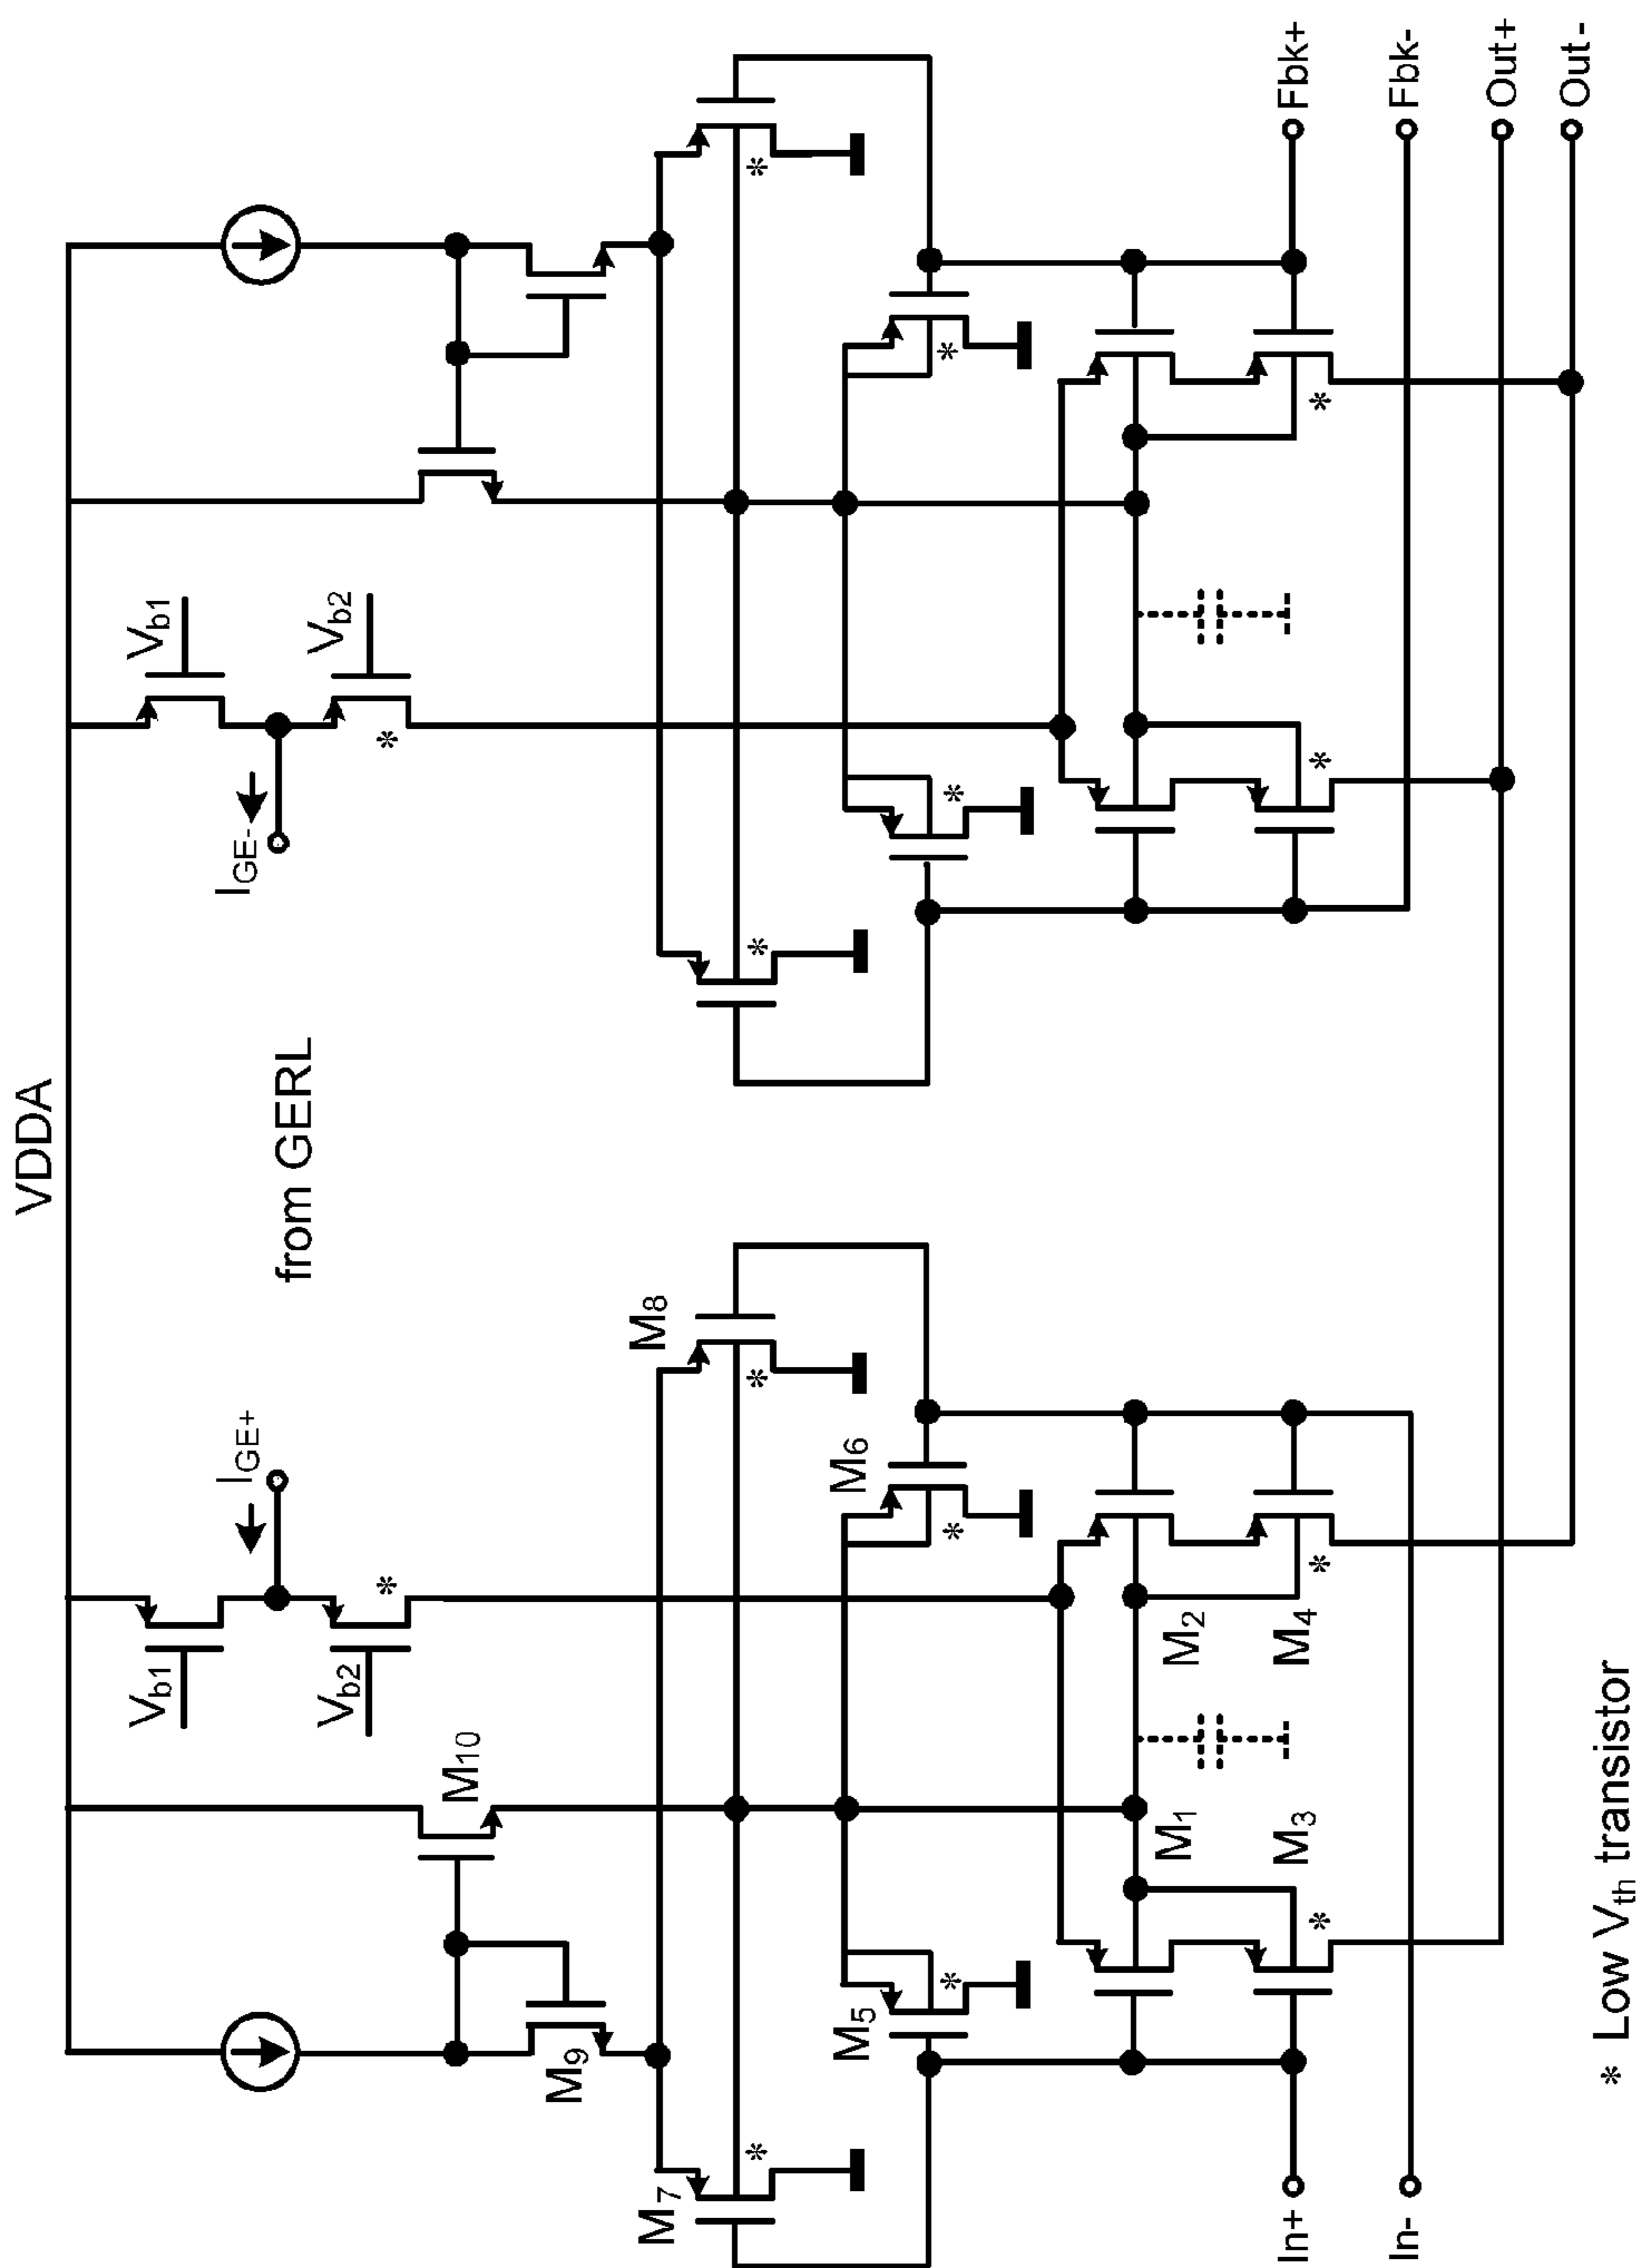 VDDA
from GERL
I_GE+
I_GE-
V_b1
V_b2
V_b1
V_b2
M_9
M_10
M_7
M_8
M_5
M_6
M_1
M_2
M_3
M_4
In+
In-
Fbk+
Fbk-
Out+
Out-
*
*
*
*
*
*
*
*
*
*
*
*
*
*
* Low V_th transistor